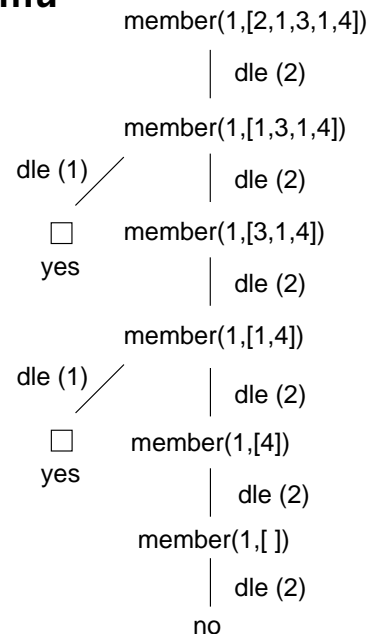 member(1,[2,1,3,1,4])
dle (2)
member(1,[1,3,1,4])
dle (1)
dle (2)
member(1,[3,1,4])
yes
dle (2)
member(1,[1,4])
dle (1)
dle (2)
member(1,[4])
yes
dle (2)
member(1,[ ])
dle (2)
no